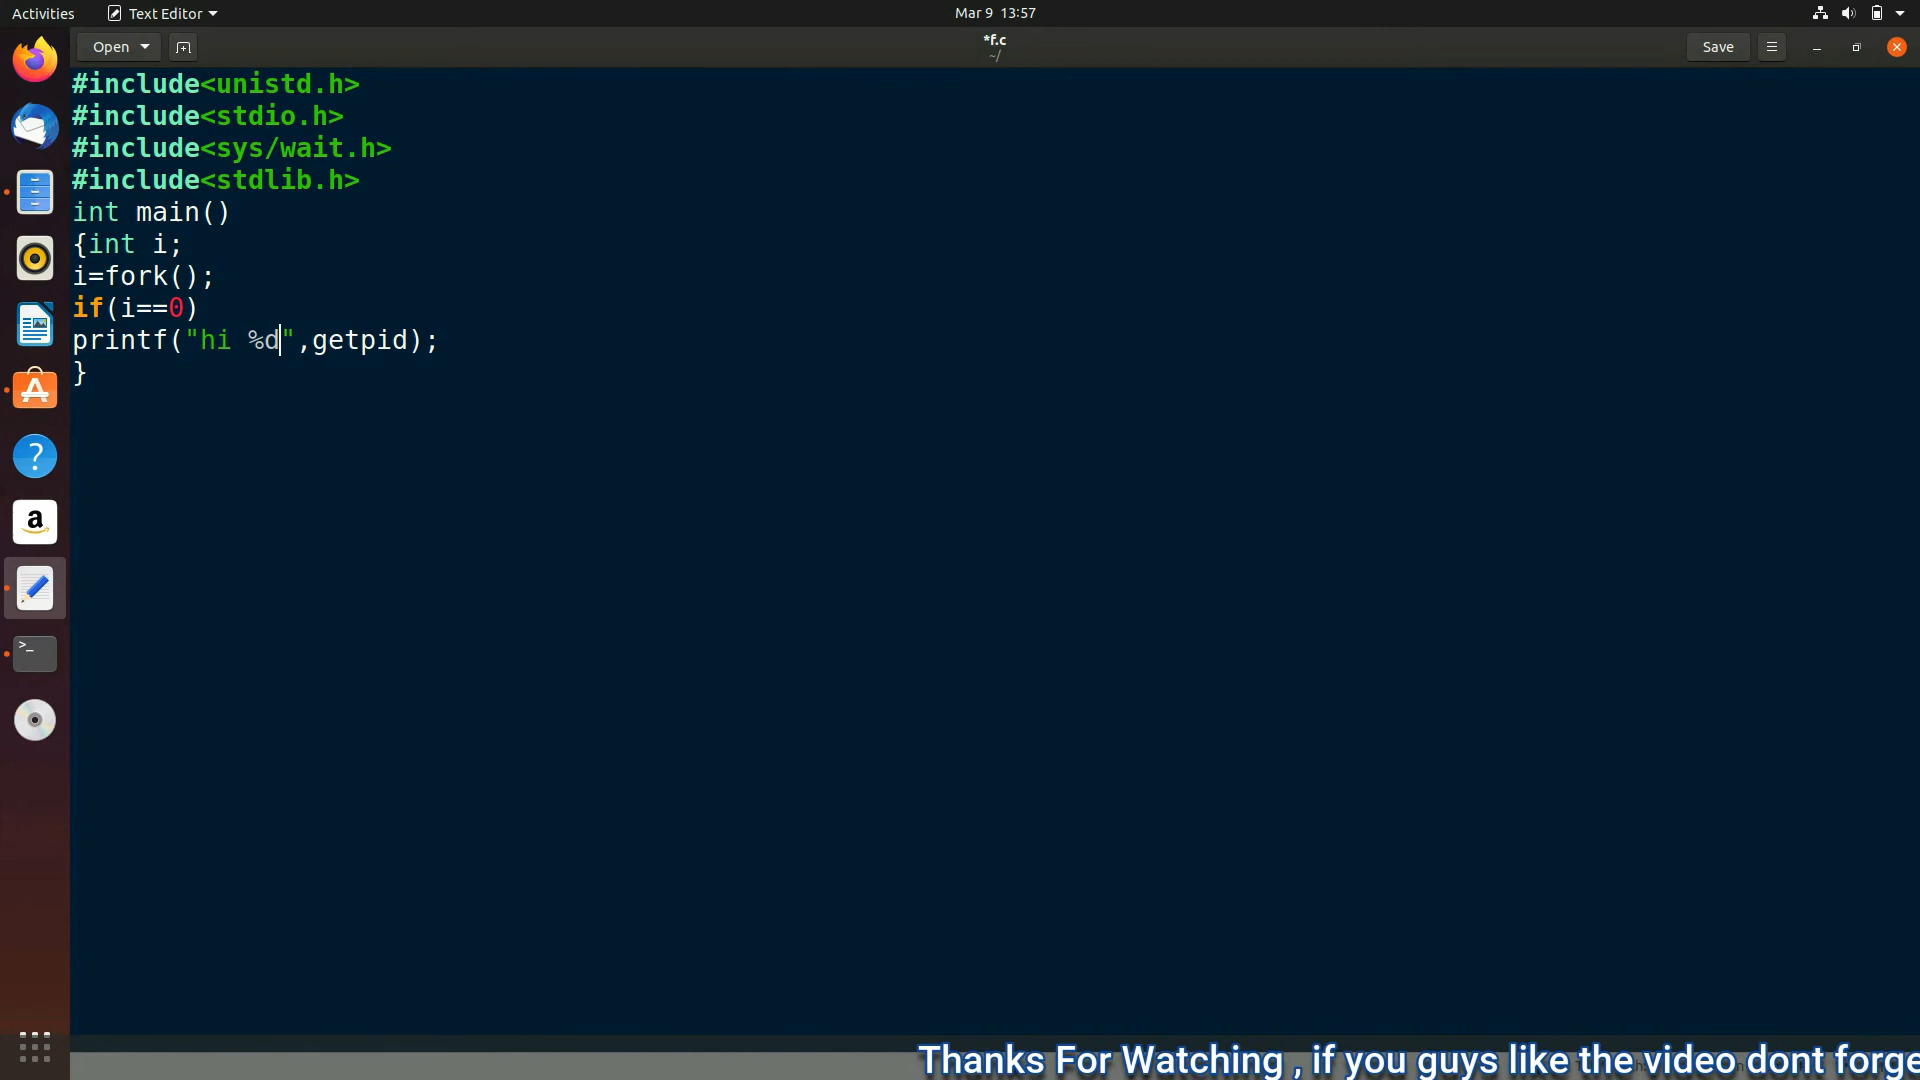 Activities
Text Editor
Mar 9 13:57
Open
*f.c
~/
Save
#include<unistd.h>
#include<stdio.h>
#include<sys/wait.h>
#include<stdlib.h>
int main()
{int i;
i=fork();
if(i==0)
printf("hi %d",getpid);
}
Thanks For Watching , if you guys like the video dont forge